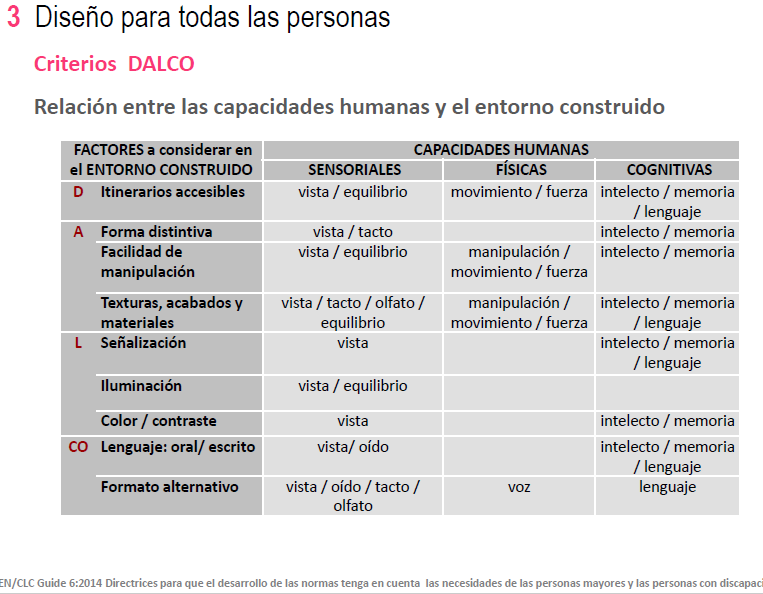 3 Diseño para todas las personas
Criterios DALCO
Relación entre las capacidades humanas y el entorno construido
FACTORES a considerar en el ENTORNO CONSTRUIDO CAPACIDADES HUMANAS
SENSORIALES FÍSICAS COGNITIVAS
D Itinerarios accesibles vista / equilibrio movimiento / fuerza intelecto / memoria / lenguaje
A Forma distintiva vista / tacto intelecto / memoria
Facilidad de manipulación vista / equilibrio manipulación / movimiento / fuerza intelecto / memoria
Texturas, acabados y materiales vista / tacto / olfato / equilibrio manipulación / movimiento / fuerza intelecto / memoria / lenguaje
L Señalización vista intelecto / memoria / lenguaje
Iluminación vista / equilibrio
Color / contraste vista intelecto / memoria
CO Lenguaje: oral/ escrito vista/ oído intelecto / memoria / lenguaje
Formato alternativo vista / oído / tacto / olfato voz lenguaje
EN/CLC Guide 6:2014 Directrices para que el desarrollo de las normas tenga en cuenta las necesidades de las personas mayores y las personas con discapaci